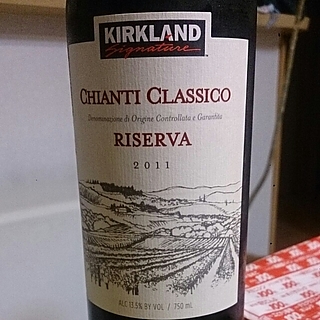 KIRKLAND
Signature
CHIANTI CLASSICO
Denominazione di Origine Controllata e Garantita
RISERVA
2011
ALC 13.5% BY VOL / 750 mL